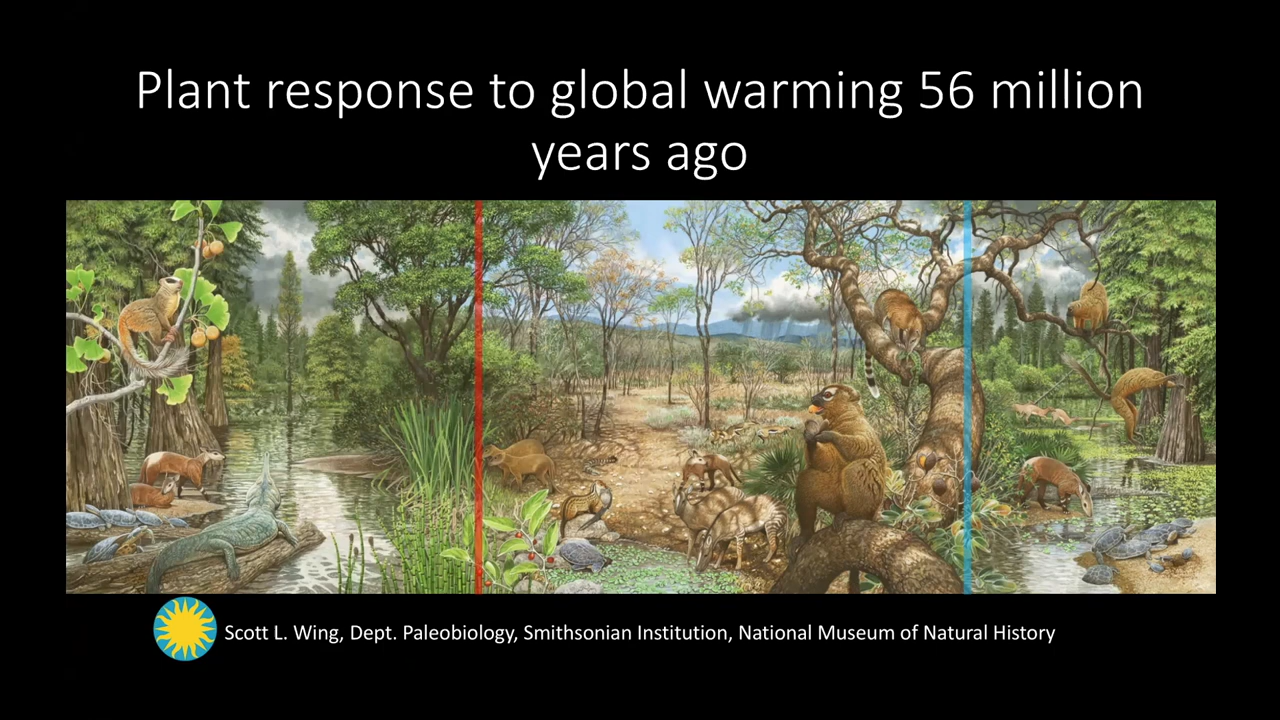 Plant response to global warming 56 million
years ago
Scott L. Wing, Dept. Paleobiology, Smithsonian Institution, National Museum of Natural History